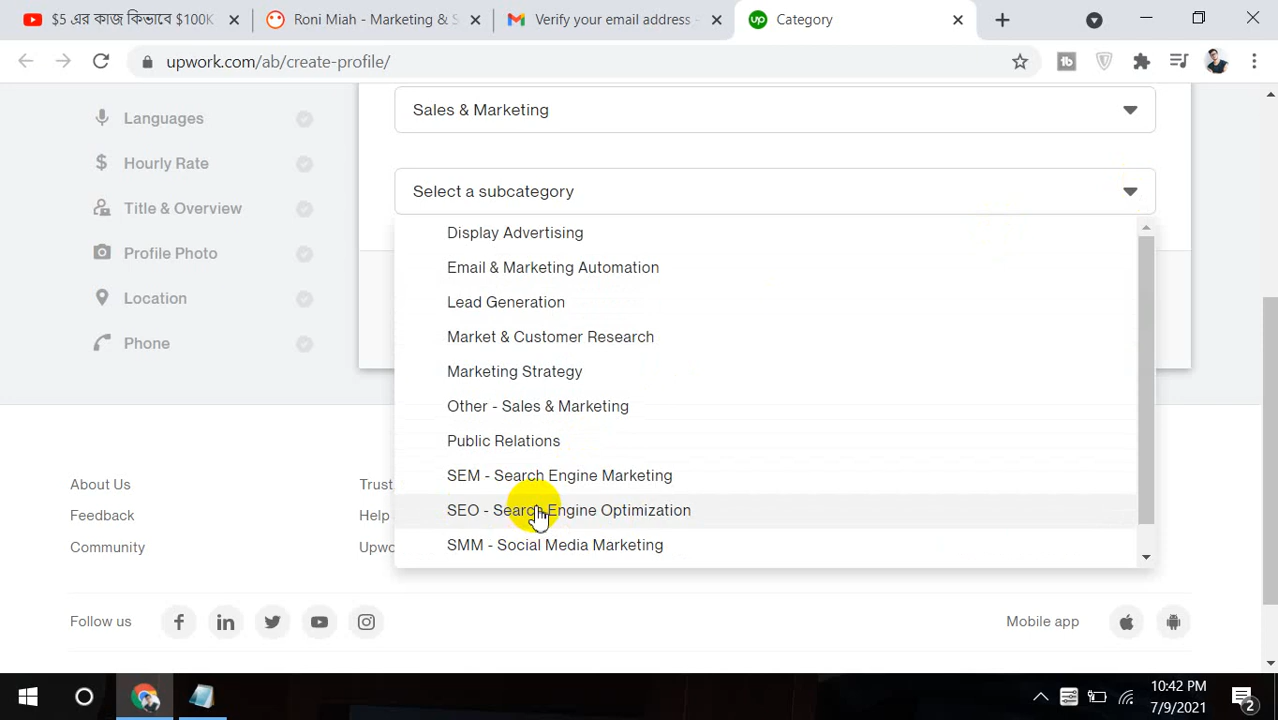 $5 এর কাজ কিভাবে $100K
Roni Miah - Marketing & S
Verify your email address -
up Category
upwork.com/ab/create-profile/
Languages
Hourly Rate
Title & Overview
Profile Photo
Location
Phone
Sales & Marketing
Select a subcategory
Display Advertising
Email & Marketing Automation
Lead Generation
Market & Customer Research
Marketing Strategy
Other - Sales & Marketing
Public Relations
SEM - Search Engine Marketing
SEO - Search Engine Optimization
SMM - Social Media Marketing
About Us
Feedback
Community
Trust
Help
Upwo
Follow us
Mobile app
10:42 PM
7/9/2021
2